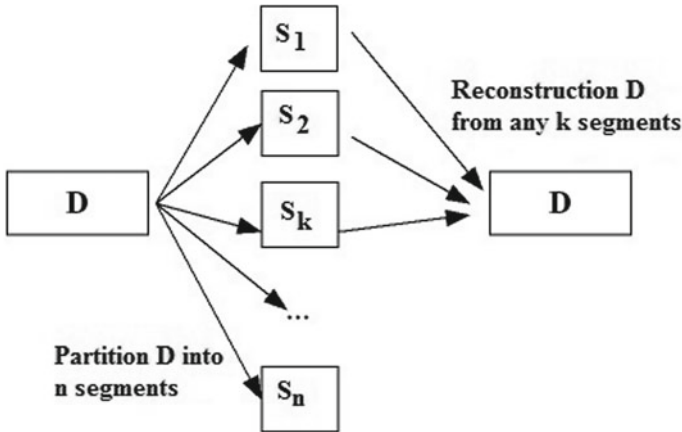 S1
Reconstruction D
from any k segments
S2
D
Sk
D
...
Partition D into
n segments
Sn